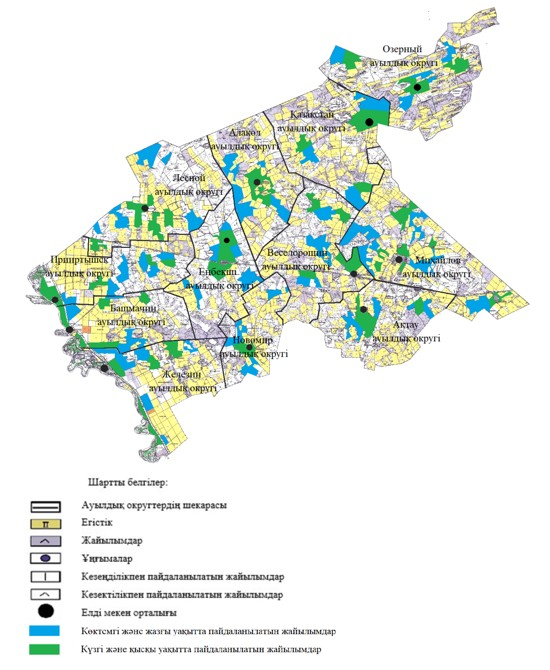 Озерный
ауылдық округі
Қазақстан
ауылдық округі
Алакөл
ауылдық округі
Лесной
ауылдық округі
Прииртышск
ауылдық округі
Еңбекші
ауылдық округі
Веселорощин
ауылдық округі
Михайлов
ауылдық округі
Башмачин
ауылдық округі
Новомир
ауылдық округі
Ақтау
ауылдық округі
Железин
ауылдық округі
Шартты белгілер:
Ауылдық округтердің шекарасы
Егістік
Жайылымдар
Ұңғымалар
Кезеңділікпен пайдаланылатын жайылымдар
Кезектілікпен пайдаланылатын жайылымдар
Елді мекен орталығы
Көктемгі және жазғы уақытта пайдаланылатын жайылымдар
Күзгі және қысқы уақытта пайдаланылатын жайылымдар